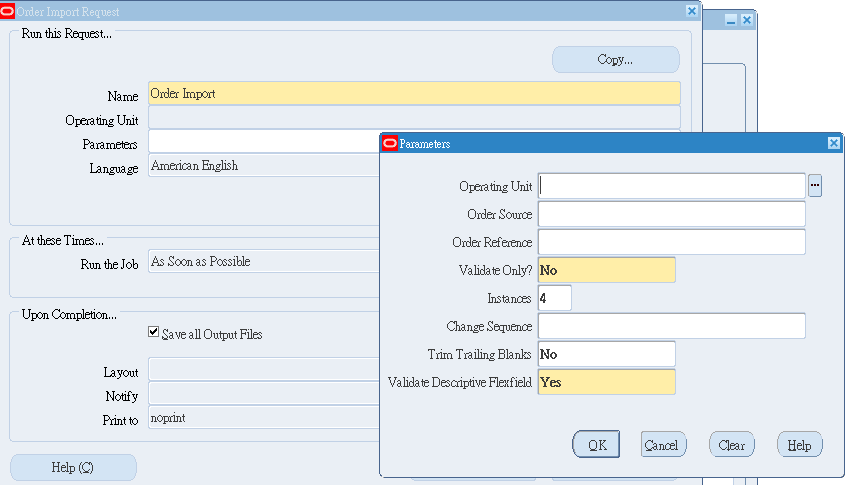 Order Import Request
Run this Request...
Copy...
Name Order Import
Operating Unit
Parameters
Language American English
At these Times...
Run the Job As Soon as Possible
Upon Completion...
Save all Output Files
Layout
Notify
Print to noprint
Help (C)
Parameters
Operating Unit
...
Order Source
Order Reference
Validate Only? No
Instances 4
Change Sequence
Trim Trailing Blanks No
Validate Descriptive Flexfield Yes
OK Cancel Clear Help